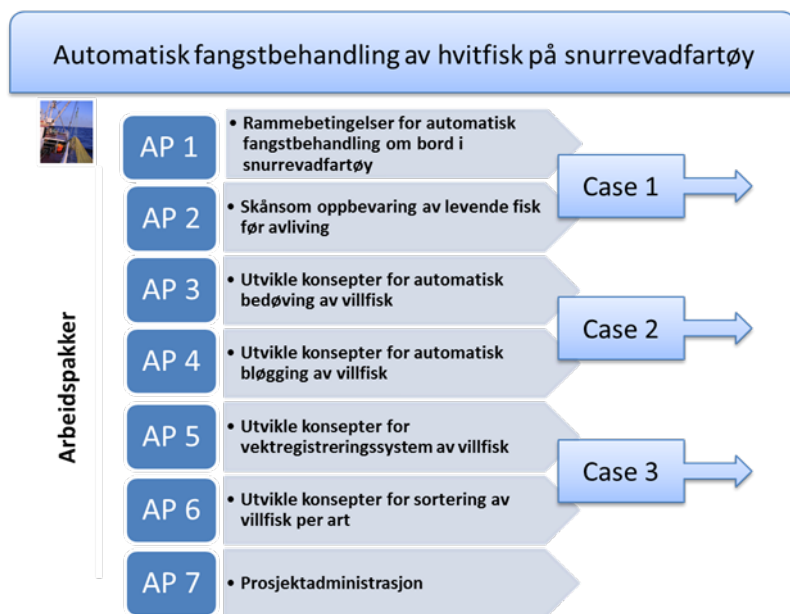 Automatisk fangstbehandling av hvitfisk på snurrevadfartøy
Arbeidspakker
AP 1
• Rammebetingelser for automatisk
fangstbehandling om bord i
snurrevadfartøy
AP 2
• Skånsom oppbevaring av levende fisk
før avliving
Case 1
AP 3
• Utvikle konsepter for automatisk
bedøving av villfisk
AP 4
• Utvikle konsepter for automatisk
bløgging av villfisk
Case 2
AP 5
• Utvikle konsepter for
vektregistreringssystem av villfisk
AP 6
• Utvikle konsepter for sortering av
villfisk per art
Case 3
AP 7
• Prosjektadministrasjon